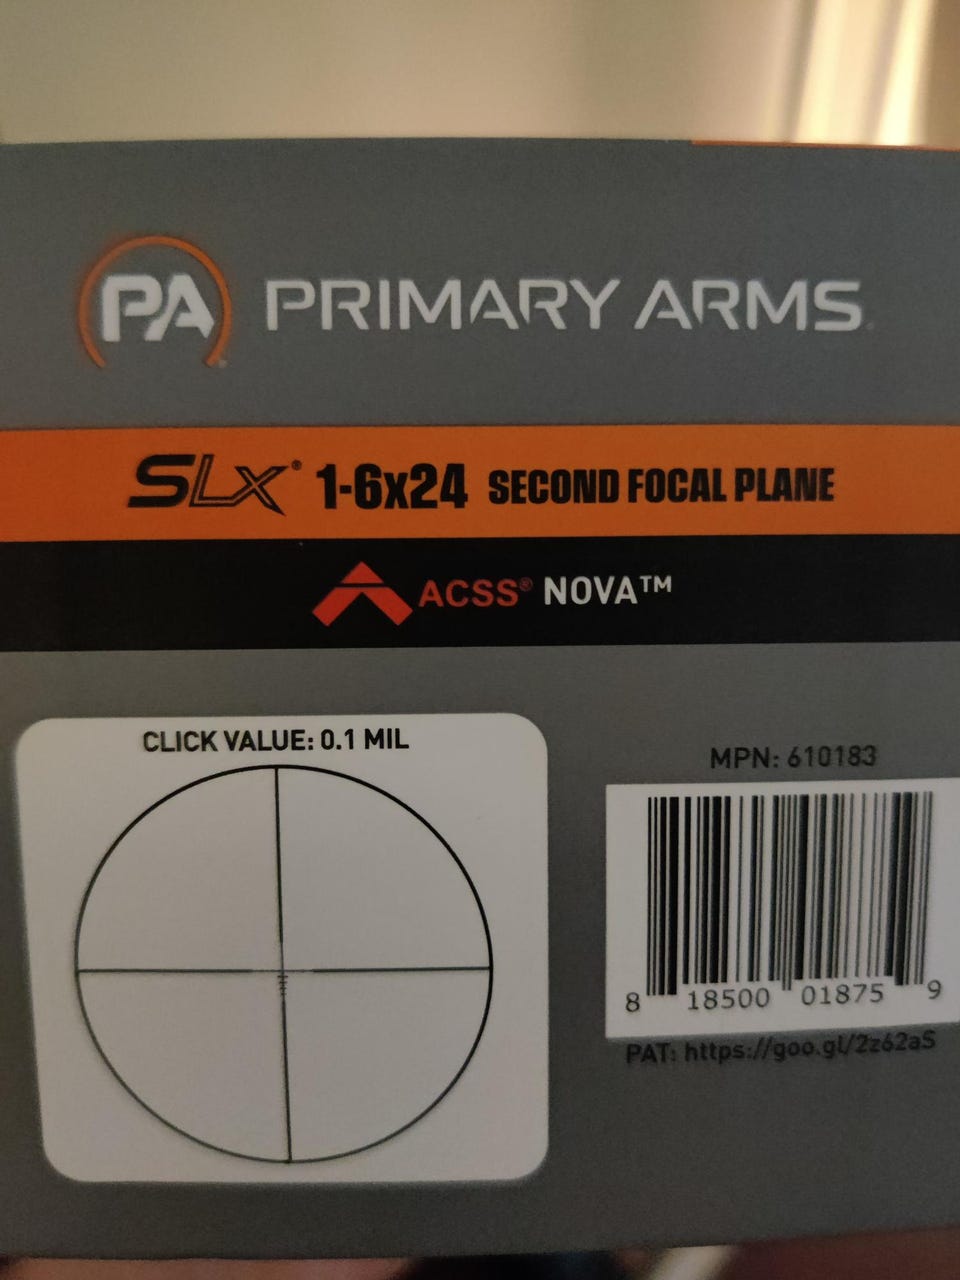 PA® PRIMARY ARMS®
SLx® 1-6x24 SECOND FOCAL PLANE
ACSS® NOVA™
CLICK VALUE: 0.1 MIL
MPN: 610183
8 18500 01875 9
PAT: https://goo.gl/2z62aS